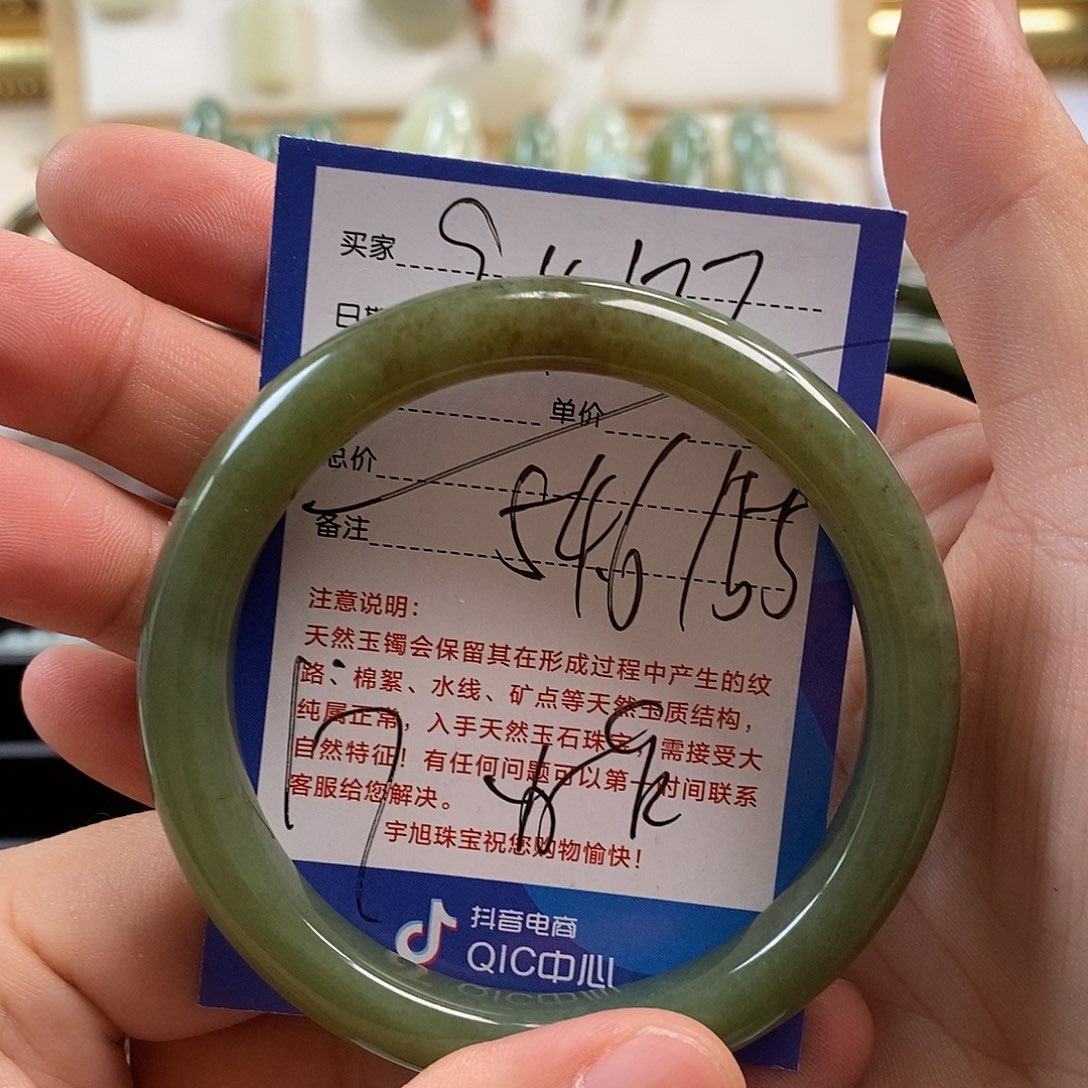 买家
单价
总价
备注 546/55
注意说明：
天然玉镯会保留其在形成过程中产生的纹
路、棉絮、水线、矿点等天然玉质结构，
纯属正常，入手天然玉石珠宝，需接受大
自然特征！有任何问题可以第一时间联系
客服给您解决。
宇旭珠宝祝您购物愉快！
抖音电商
QIC中心